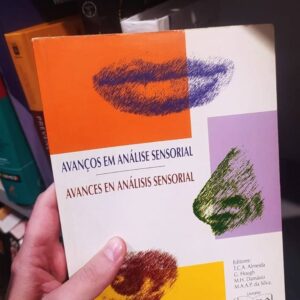 AVANÇOS EM ANÁLISE SENSORIAL
AVANCES EN ANÁLISIS SENSORIAL
Editores:
T.C.A. Almeida
G. Hough
M.H. Damásio
M.A.A.P. da Silva